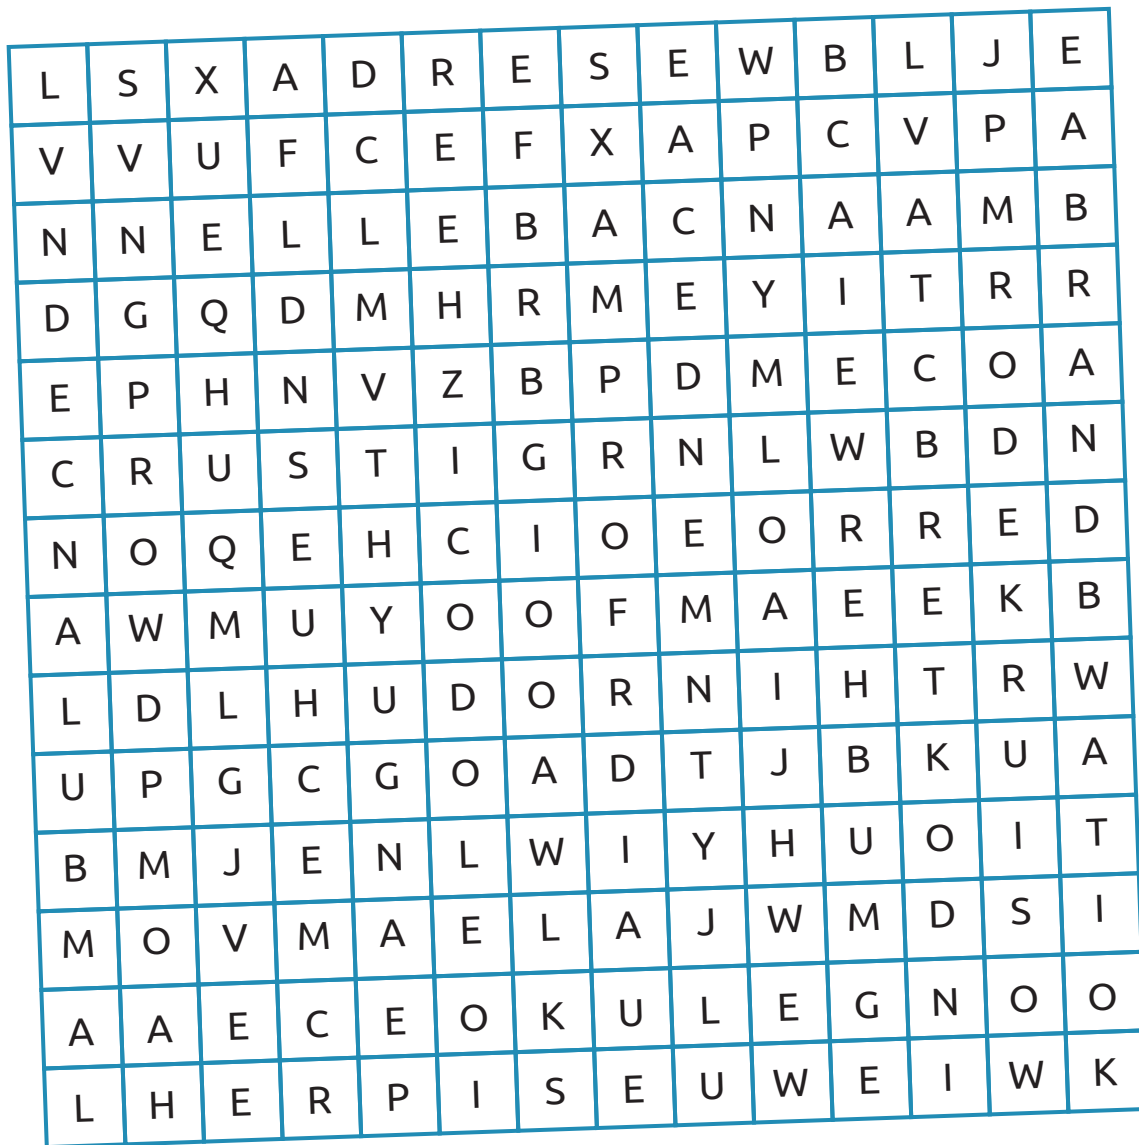 L S X A D R E S E W B L J E
V V U F C E F X A P C V P A
N N E L L E B A C N A A M B
D G Q D M H R M E Y I T R R
E P H N V Z B P D M E C O A
C R U S T I G R N L W B D N
N O Q E H C I O E O R R E D
A W M U Y O O F M A E E K B
L D L H U D O R N I H T R W
U P G C G O A D T J B K U A
B M J E N L W I Y H U O I T
M O V M A E L A J W M D S I
A A E C E O K U L E G N O O
L H E R P I S E U W E I W K